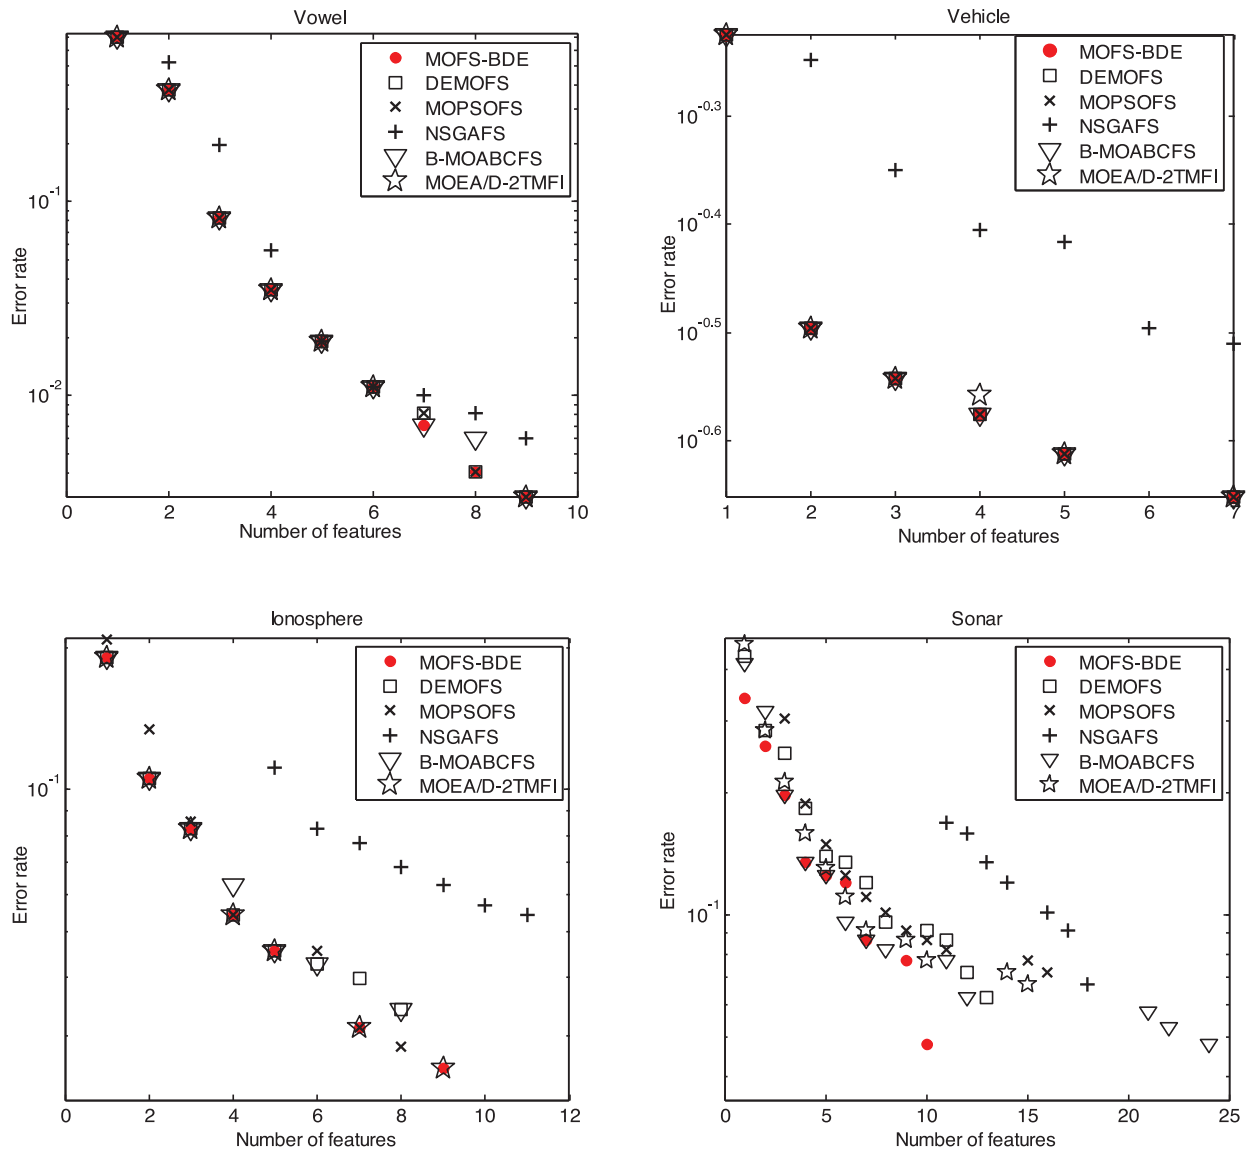 Vowel
MOFS-BDE
DEMOFS
MOPSOFS
NSGAFS
B-MOABCFS
MOEA/D-2TMFI
10^-1
10^-2
Error rate
0 2 4 6 8 10
Number of features
Vehicle
MOFS-BDE
DEMOFS
MOPSOFS
NSGAFS
B-MOABCFS
MOEA/D-2TMFI
10^-0.3
10^-0.4
10^-0.5
10^-0.6
Error rate
1 2 3 4 5 6 7
Number of features
Ionosphere
MOFS-BDE
DEMOFS
MOPSOFS
NSGAFS
B-MOABCFS
MOEA/D-2TMFI
10^-1
Error rate
0 2 4 6 8 10 12
Number of features
Sonar
MOFS-BDE
DEMOFS
MOPSOFS
NSGAFS
B-MOABCFS
MOEA/D-2TMFI
10^-1
Error rate
0 5 10 15 20 25
Number of features